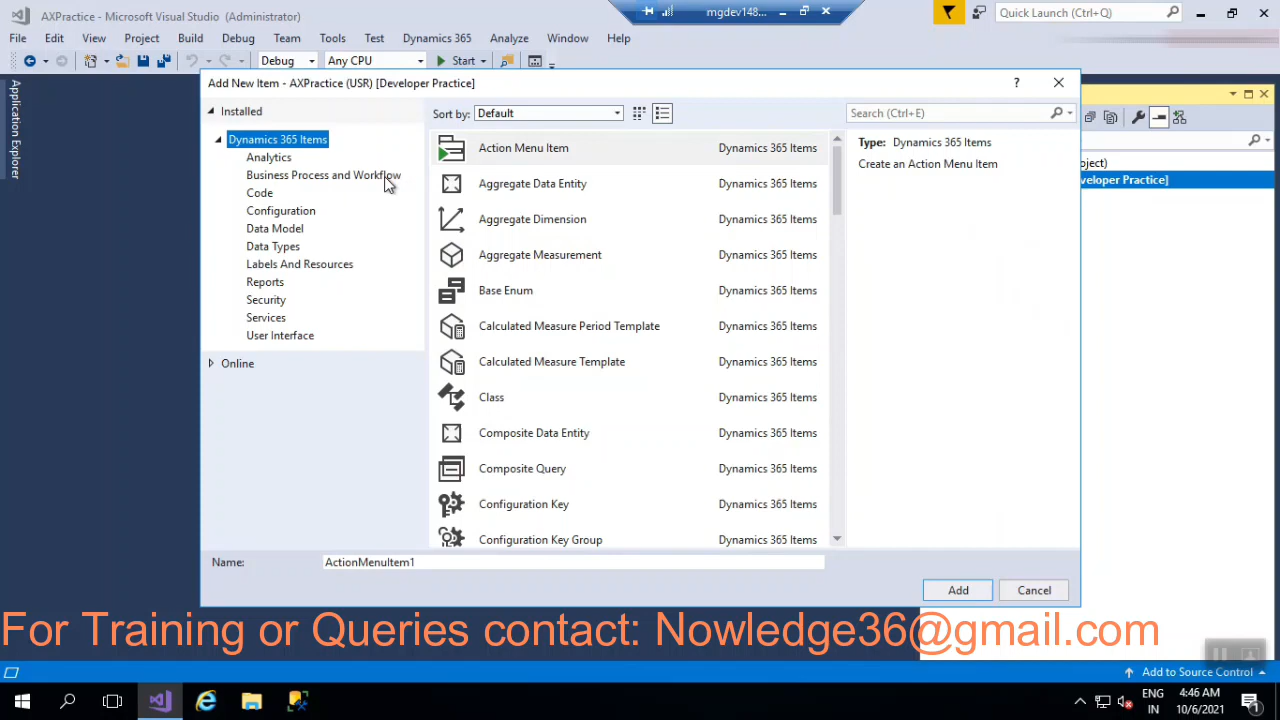 AXPractice - Microsoft Visual Studio (Administrator)
mgdev148...
Quick Launch (Ctrl+Q)
File Edit View Project Build Debug Team Tools Test Dynamics 365 Analyze Window Help
Debug Any CPU Start
Application Explorer
Add New Item - AXPractice (USR) [Developer Practice]
?
Installed
Sort by: Default
Search (Ctrl+E)
Dynamics 365 Items
Analytics
Business Process and Workflow
Code
Configuration
Data Model
Data Types
Labels And Resources
Reports
Security
Services
User Interface
Online
Action Menu Item Dynamics 365 Items
Aggregate Data Entity Dynamics 365 Items
Aggregate Dimension Dynamics 365 Items
Aggregate Measurement Dynamics 365 Items
Base Enum Dynamics 365 Items
Calculated Measure Period Template Dynamics 365 Items
Calculated Measure Template Dynamics 365 Items
Class Dynamics 365 Items
Composite Data Entity Dynamics 365 Items
Composite Query Dynamics 365 Items
Configuration Key Dynamics 365 Items
Configuration Key Group Dynamics 365 Items
Type: Dynamics 365 Items
Create an Action Menu Item
oject)
veloper Practice]
Name: ActionMenuItem1
Add Cancel
For Training or Queries contact: Nowledge36@gmail.com
Add to Source Control
ENG
IN
4:46 AM
10/6/2021
1